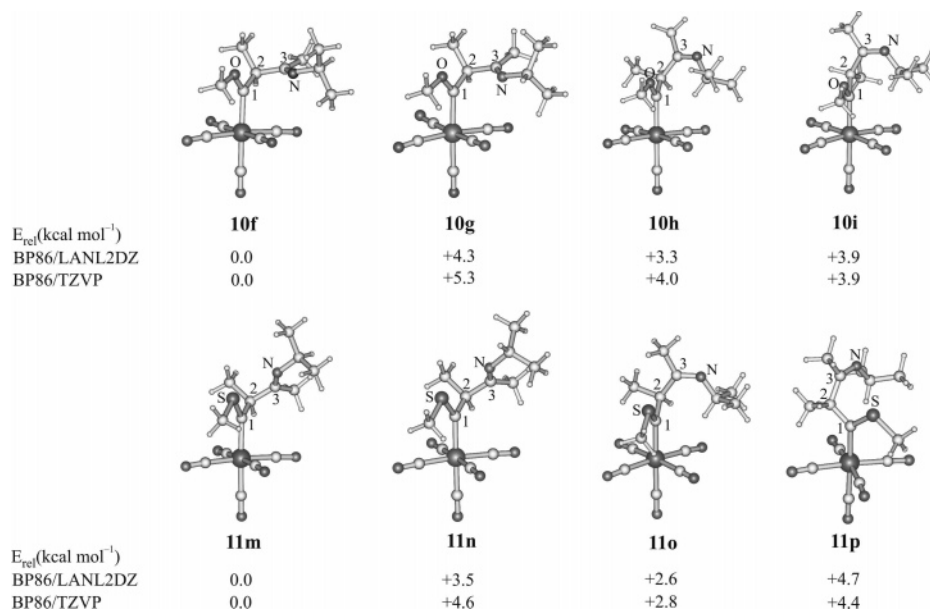 O 2 3 N 1
O 2 3 N 1
3 N 2 O 1
3 N 2 O 1
10f 10g 10h 10i
E_rel(kcal mol⁻¹)
BP86/LANL2DZ 0.0 +4.3 +3.3 +3.9
BP86/TZVP 0.0 +5.3 +4.0 +3.9
N S 2 3 1
N S 2 3 1
3 N 2 S 1
N 3 2 S 1
11m 11n 11o 11p
E_rel(kcal mol⁻¹)
BP86/LANL2DZ 0.0 +3.5 +2.6 +4.7
BP86/TZVP 0.0 +4.6 +2.8 +4.4